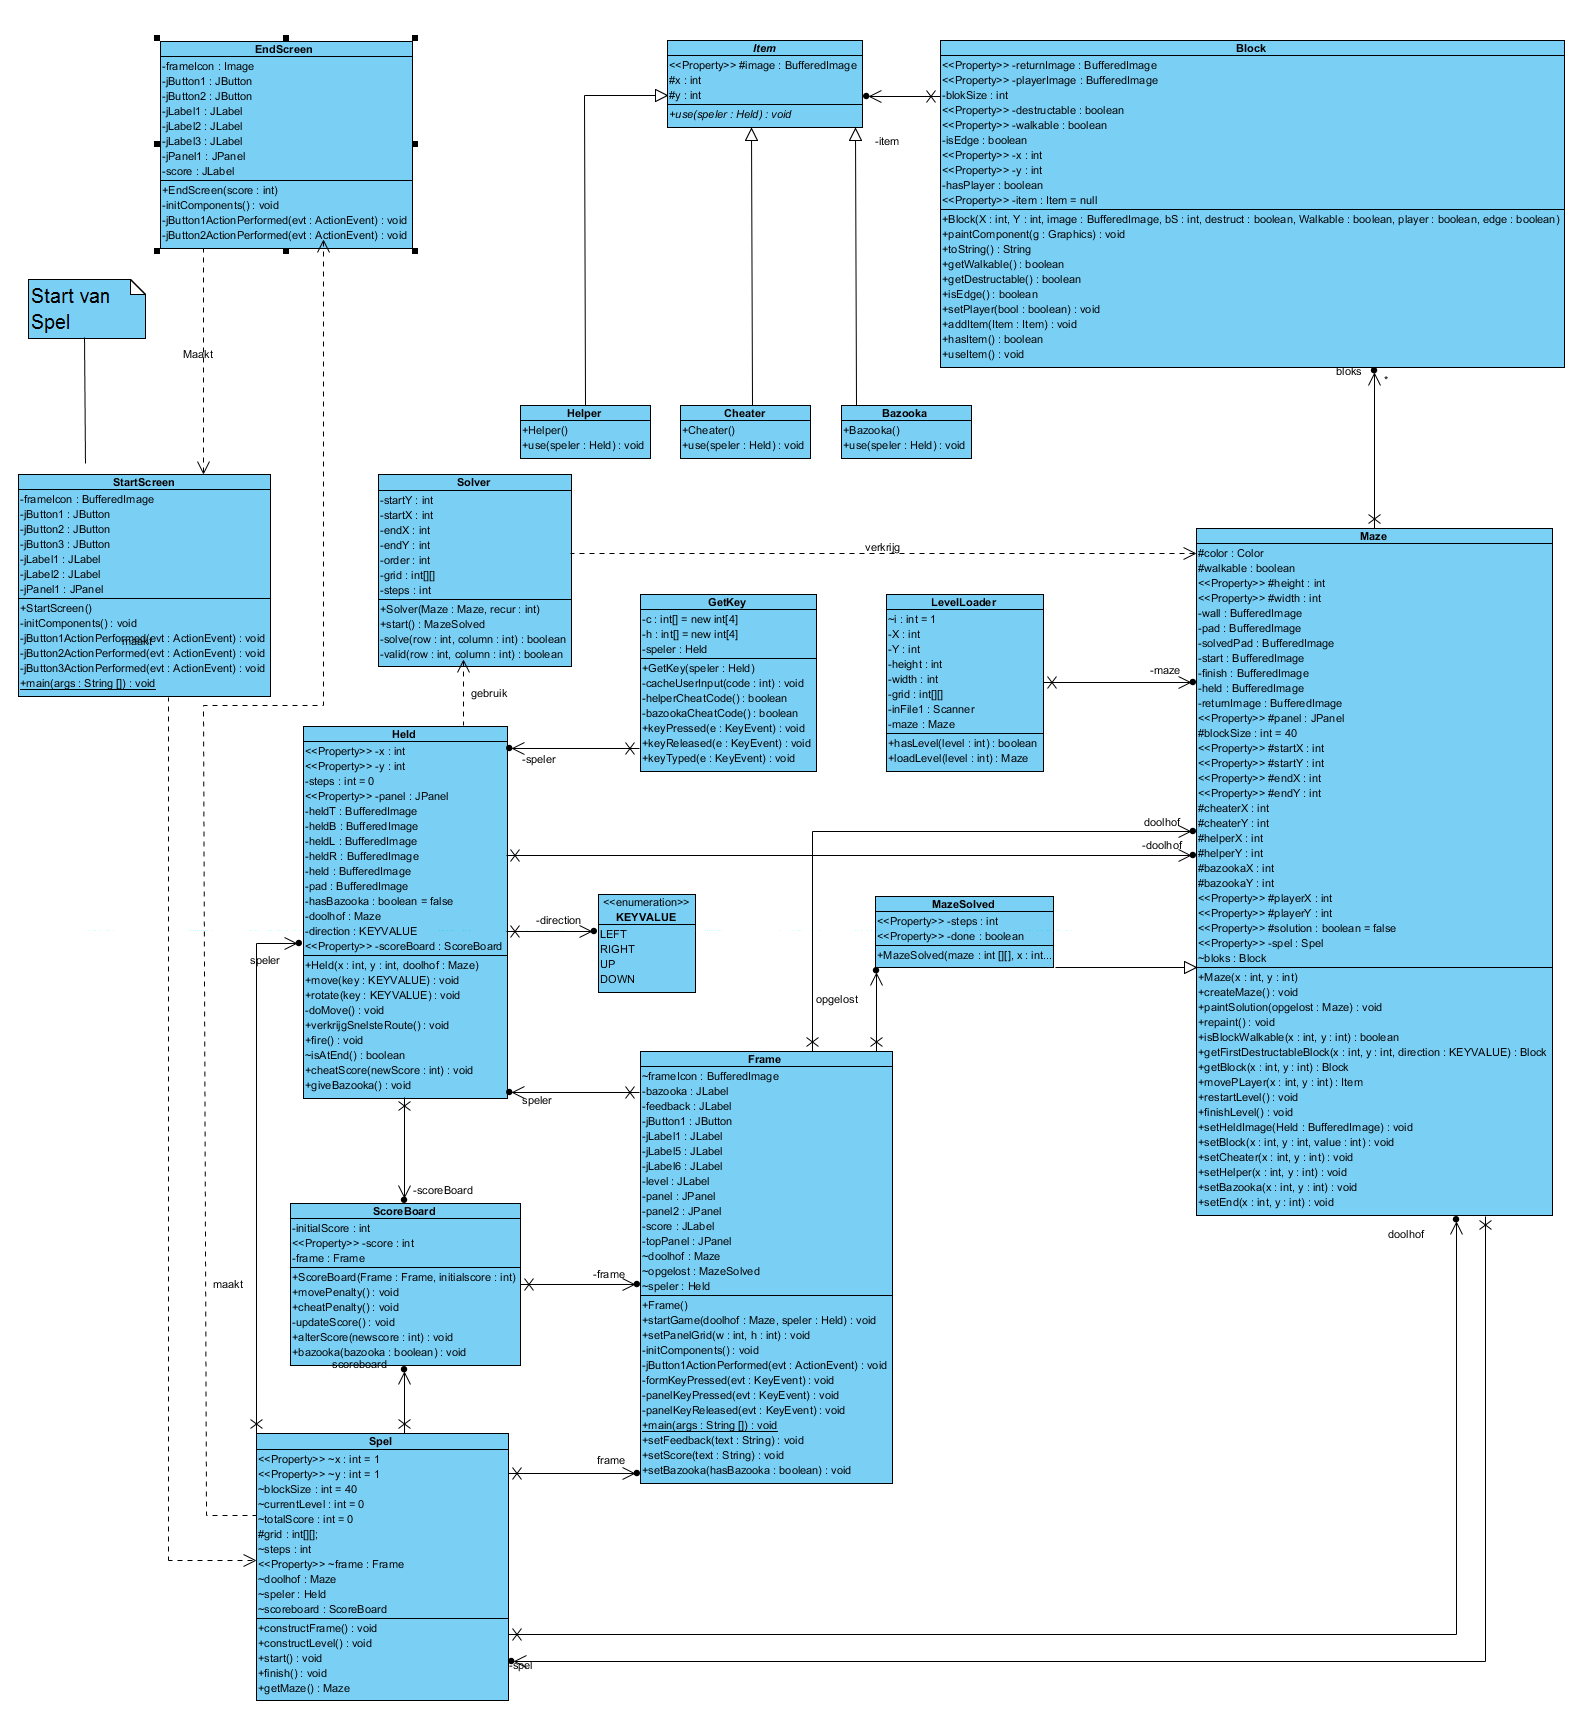 EndScreen
-frameIcon : Image
-jButton1 : JButton
-jButton2 : JButton
-jLabel1 : JLabel
-jLabel2 : JLabel
-jLabel3 : JLabel
-jPanel1 : JPanel
-score : JLabel
+EndScreen(score : int)
-initComponents() : void
-jButton1ActionPerformed(evt : ActionEvent) : void
-jButton2ActionPerformed(evt : ActionEvent) : void
Item
<<Property>> #image : BufferedImage
#x : int
#y : int
+use(speler : Held) : void
-item
Block
<<Property>> -returnImage : BufferedImage
<<Property>> -playerImage : BufferedImage
-blokSize : int
<<Property>> -destructable : boolean
<<Property>> -walkable : boolean
-isEdge : boolean
<<Property>> -x : int
<<Property>> -y : int
-hasPlayer : boolean
<<Property>> -item : Item = null
+Block(X : int, Y : int, image : BufferedImage, bS : int, destruct : boolean, Walkable : boolean, player : boolean, edge : boolean)
+paintComponent(g : Graphics) : void
+toString() : String
+getWalkable() : boolean
+getDestructable() : boolean
+isEdge() : boolean
+setPlayer(bool : boolean) : void
+addItem(Item : Item) : void
+hasItem() : boolean
+useItem() : void
bloks
*
Start van
Spel
Maakt
Helper
+Helper()
+use(speler : Held) : void
Cheater
+Cheater()
+use(speler : Held) : void
Bazooka
+Bazooka()
+use(speler : Held) : void
StartScreen
-frameIcon : BufferedImage
-jButton1 : JButton
-jButton2 : JButton
-jButton3 : JButton
-jLabel1 : JLabel
-jLabel2 : JLabel
-jPanel1 : JPanel
+StartScreen()
-initComponents() : void
-jButton1ActionPerformed(evt : ActionEvent) : void
maakt
-jButton2ActionPerformed(evt : ActionEvent) : void
-jButton3ActionPerformed(evt : ActionEvent) : void
+main(args : String []) : void
Solver
-startY : int
-startX : int
-endX : int
-endY : int
-order : int
-grid : int[][]
-steps : int
+Solver(Maze : Maze, recur : int)
+start() : MazeSolved
-solve(row : int, column : int) : boolean
-valid(row : int, column : int) : boolean
verkrijg
gebruik
GetKey
-c : int[] = new int[4]
-h : int[] = new int[4]
-speler : Held
+GetKey(speler : Held)
-cacheUserInput(code : int) : void
-helperCheatCode() : boolean
-bazookaCheatCode() : boolean
+keyPressed(e : KeyEvent) : void
+keyReleased(e : KeyEvent) : void
+keyTyped(e : KeyEvent) : void
-speler
LevelLoader
~i : int = 1
-X : int
-Y : int
-height : int
-width : int
-grid : int[][]
-inFile1 : Scanner
-maze : Maze
+hasLevel(level : int) : boolean
+loadLevel(level : int) : Maze
-maze
Maze
#color : Color
#walkable : boolean
<<Property>> #height : int
<<Property>> #width : int
-wall : BufferedImage
-pad : BufferedImage
-solvedPad : BufferedImage
-start : BufferedImage
-finish : BufferedImage
-held : BufferedImage
-returnImage : BufferedImage
<<Property>> #panel : JPanel
#blockSize : int = 40
<<Property>> #startX : int
<<Property>> #startY : int
<<Property>> #endX : int
<<Property>> #endY : int
#cheaterX : int
#cheaterY : int
#helperX : int
#helperY : int
#bazookaX : int
#bazookaY : int
<<Property>> #playerX : int
<<Property>> #playerY : int
<<Property>> #solution : boolean = false
<<Property>> -spel : Spel
~bloks : Block
+Maze(x : int, y : int)
+createMaze() : void
+paintSolution(opgelost : Maze) : void
+repaint() : void
+isBlockWalkable(x : int, y : int) : boolean
+getFirstDestructableBlock(x : int, y : int, direction : KEYVALUE) : Block
+getBlock(x : int, y : int) : Block
+movePLayer(x : int, y : int) : Item
+restartLevel() : void
+finishLevel() : void
+setHeldImage(Held : BufferedImage) : void
+setBlock(x : int, y : int, value : int) : void
+setCheater(x : int, y : int) : void
+setHelper(x : int, y : int) : void
+setBazooka(x : int, y : int) : void
+setEnd(x : int, y : int) : void
doolhof
-doolhof
Held
<<Property>> -x : int
<<Property>> -y : int
-steps : int = 0
<<Property>> -panel : JPanel
-heldT : BufferedImage
-heldB : BufferedImage
-heldL : BufferedImage
-heldR : BufferedImage
-held : BufferedImage
-pad : BufferedImage
-hasBazooka : boolean = false
-doolhof : Maze
-direction : KEYVALUE
<<Property>> -scoreBoard : ScoreBoard
+Held(x : int, y : int, doolhof : Maze)
+move(key : KEYVALUE) : void
+rotate(key : KEYVALUE) : void
-doMove() : void
+verkrijgSnelsteRoute() : void
+fire() : void
~isAtEnd() : boolean
+cheatScore(newScore : int) : void
+giveBazooka() : void
speler
-direction
<<enumeration>>
KEYVALUE
LEFT
RIGHT
UP
DOWN
MazeSolved
<<Property>> -steps : int
<<Property>> -done : boolean
+MazeSolved(maze : int [][], x : int...
opgelost
Frame
~frameIcon : BufferedImage
-bazooka : JLabel
-feedback : JLabel
-jButton1 : JButton
-jLabel1 : JLabel
-jLabel5 : JLabel
-jLabel6 : JLabel
-level : JLabel
-panel : JPanel
-panel2 : JPanel
-score : JLabel
-topPanel : JPanel
~doolhof : Maze
~opgelost : MazeSolved
~speler : Held
+Frame()
+startGame(doolhof : Maze, speler : Held) : void
+setPanelGrid(w : int, h : int) : void
-initComponents() : void
-jButton1ActionPerformed(evt : ActionEvent) : void
-formKeyPressed(evt : KeyEvent) : void
-panelKeyPressed(evt : KeyEvent) : void
-panelKeyReleased(evt : KeyEvent) : void
+main(args : String []) : void
+setFeedback(text : String) : void
+setScore(text : String) : void
+setBazooka(hasBazooka : boolean) : void
speler
-scoreBoard
ScoreBoard
-initialScore : int
<<Property>> -score : int
-frame : Frame
+ScoreBoard(Frame : Frame, initialscore : int)
+movePenalty() : void
+cheatPenalty() : void
-updateScore() : void
+alterScore(newscore : int) : void
+bazooka(bazooka : boolean) : void
scoreboard
-frame
maakt
doolhof
frame
Spel
<<Property>> ~x : int = 1
<<Property>> ~y : int = 1
~blockSize : int = 40
~currentLevel : int = 0
~totalScore : int = 0
#grid : int[][];
~steps : int
<<Property>> ~frame : Frame
~doolhof : Maze
~speler : Held
~scoreboard : ScoreBoard
+constructFrame() : void
+constructLevel() : void
+start() : void
+finish() : void
+getMaze() : Maze
-spel